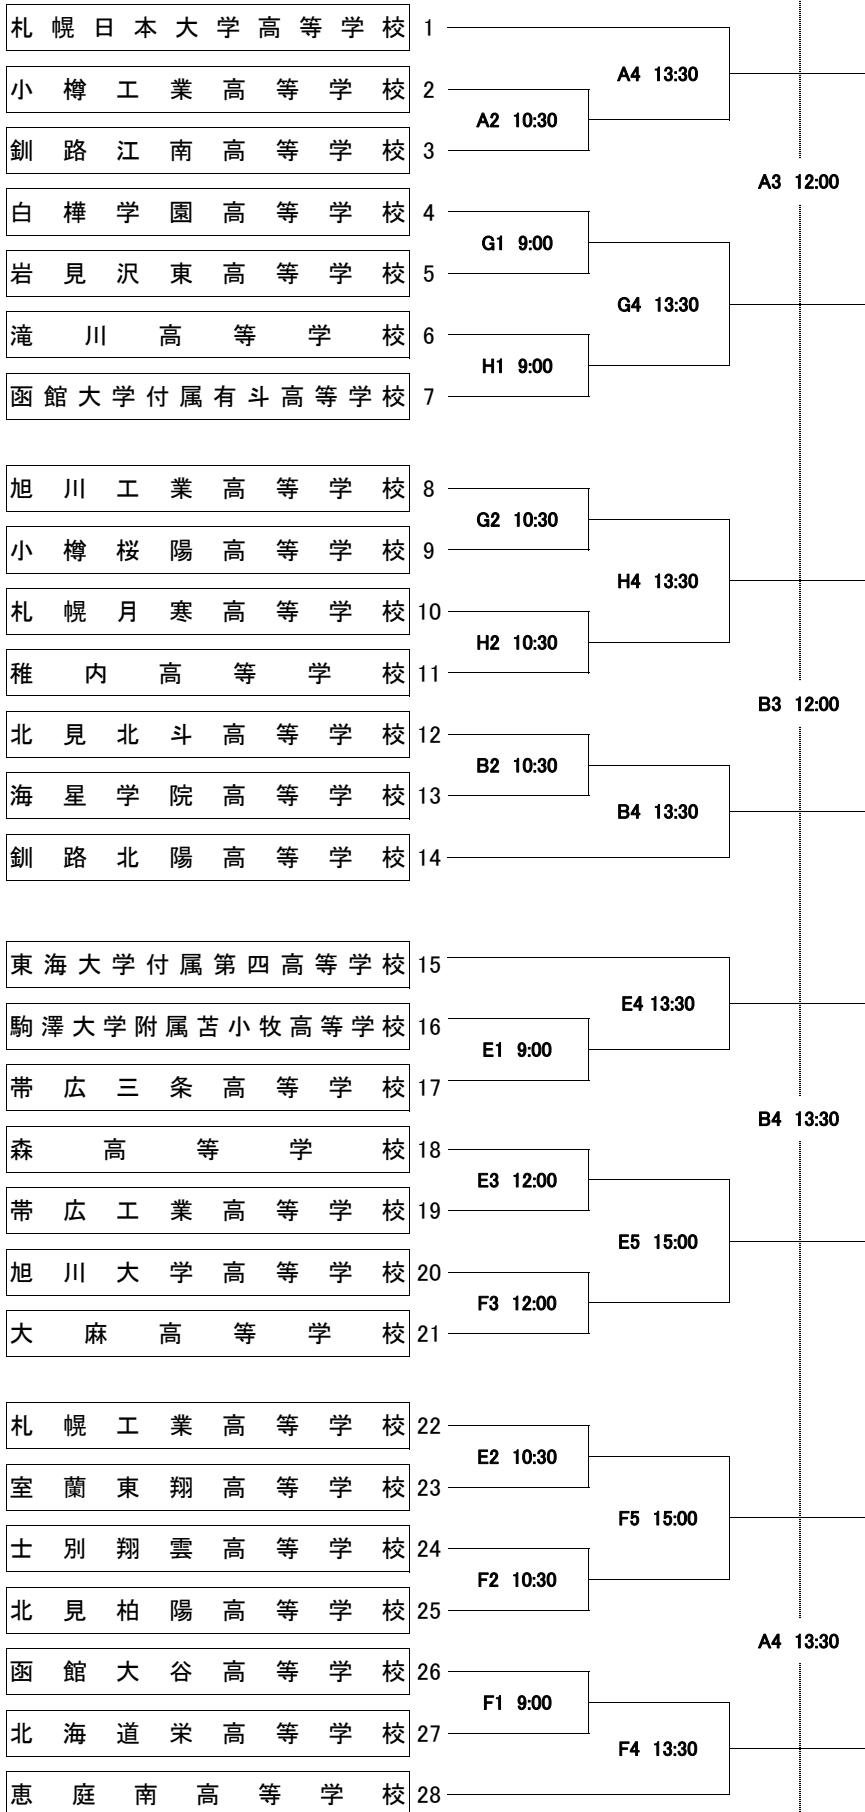 札幌日本大学高等学校 1
A4 13:30
小樽工業高等学校 2
A2 10:30
釧路江南高等学校 3
A3 12:00
白樺学園高等学校 4
G1 9:00
岩見沢東高等学校 5
G4 13:30
滝川高等学校 6
H1 9:00
函館大学付属有斗高等学校 7
旭川工業高等学校 8
G2 10:30
小樽桜陽高等学校 9
H4 13:30
札幌月寒高等学校 10
H2 10:30
稚内高等学校 11
B3 12:00
北見北斗高等学校 12
B2 10:30
海星学院高等学校 13
B4 13:30
釧路北陽高等学校 14
東海大学付属第四高等学校 15
E4 13:30
駒澤大学附属苫小牧高等学校 16
E1 9:00
帯広三条高等学校 17
B4 13:30
森高等学校 18
E3 12:00
帯広工業高等学校 19
E5 15:00
旭川大学高等学校 20
F3 12:00
大麻高等学校 21
札幌工業高等学校 22
E2 10:30
室蘭東翔高等学校 23
F5 15:00
士別翔雲高等学校 24
F2 10:30
北見柏陽高等学校 25
A4 13:30
函館大谷高等学校 26
F1 9:00
北海道栄高等学校 27
F4 13:30
恵庭南高等学校 28